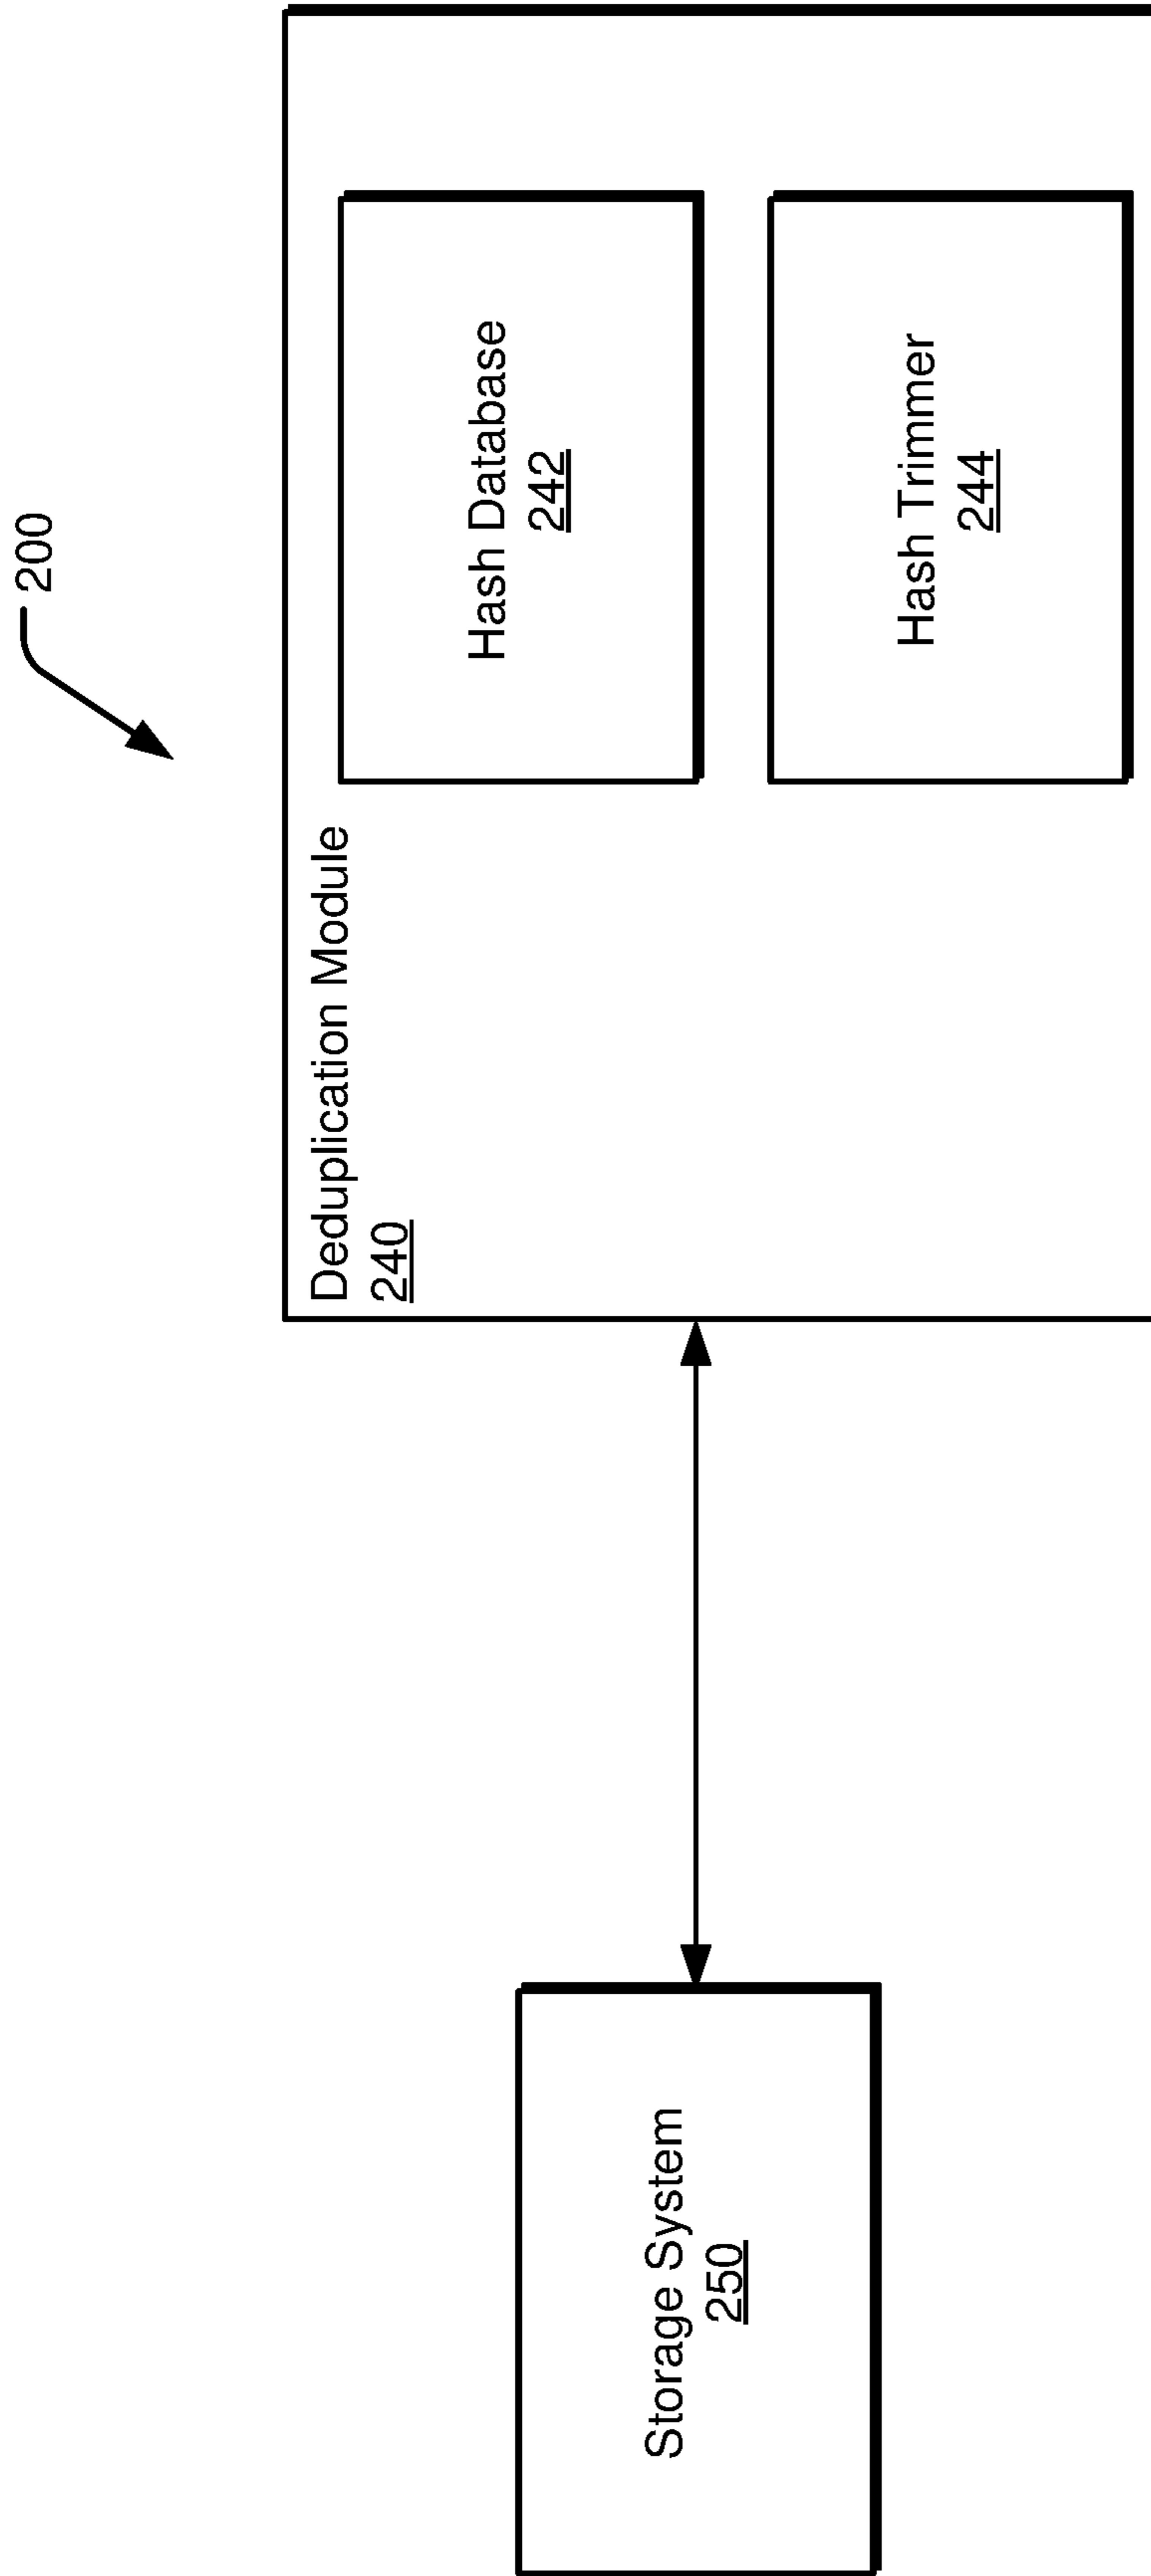 200
Deduplication Module
240
Hash Database
242
Hash Trimmer
244
Storage System
250